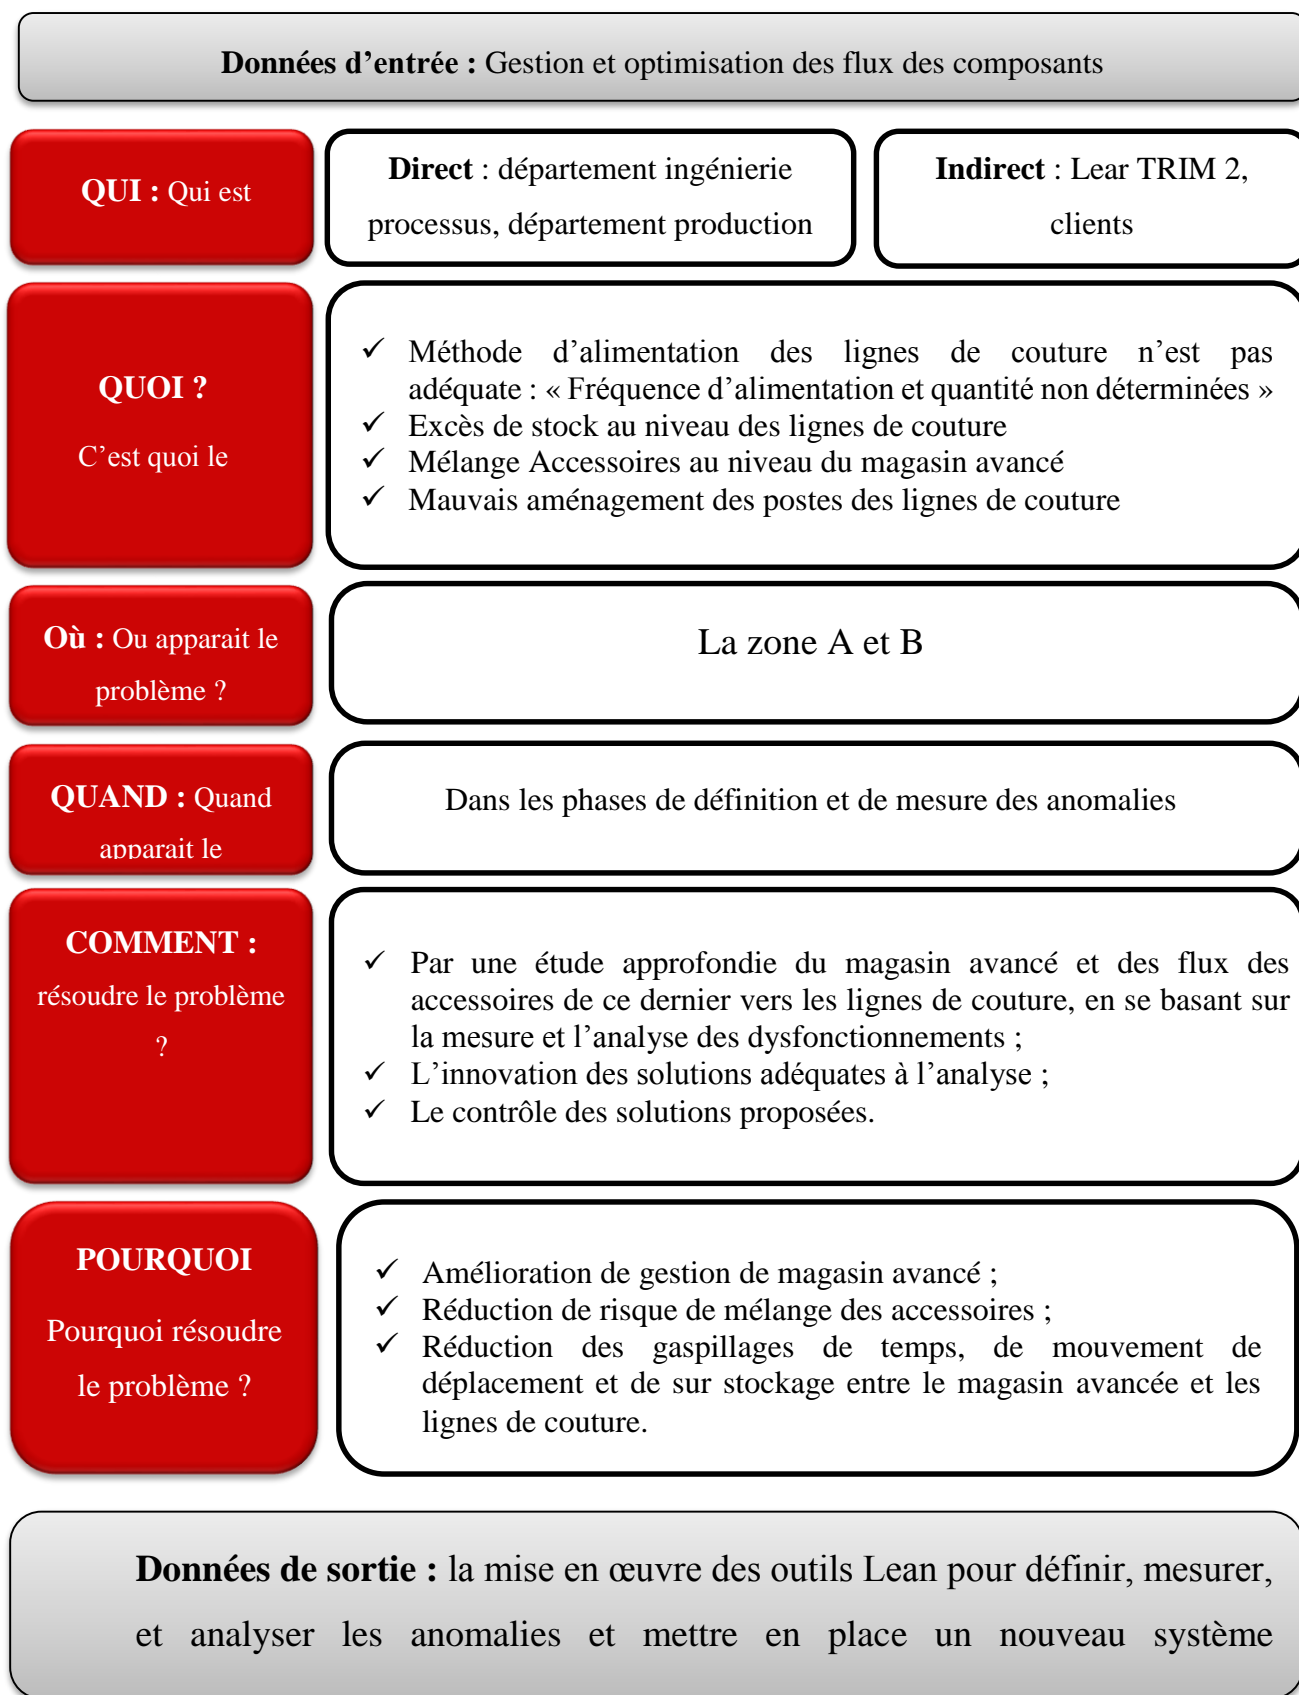 Données d’entrée : Gestion et optimisation des flux des composants
QUI : Qui est
Direct : département ingénierie
processus, département production
Indirect : Lear TRIM 2,
clients
QUOI ?
C’est quoi le
✓ Méthode d’alimentation des lignes de couture n’est pas
adéquate : « Fréquence d’alimentation et quantité non déterminées »
✓ Excès de stock au niveau des lignes de couture
✓ Mélange Accessoires au niveau du magasin avancé
✓ Mauvais aménagement des postes des lignes de couture
Où : Ou apparait le
problème ?
La zone A et B
QUAND : Quand
apparait le
Dans les phases de définition et de mesure des anomalies
COMMENT :
résoudre le problème
?
✓ Par une étude approfondie du magasin avancé et des flux des
accessoires de ce dernier vers les lignes de couture, en se basant sur
la mesure et l’analyse des dysfonctionnements ;
✓ L’innovation des solutions adéquates à l’analyse ;
✓ Le contrôle des solutions proposées.
POURQUOI
Pourquoi résoudre
le problème ?
✓ Amélioration de gestion de magasin avancé ;
✓ Réduction de risque de mélange des accessoires ;
✓ Réduction des gaspillages de temps, de mouvement de
déplacement et de sur stockage entre le magasin avancée et les
lignes de couture.
Données de sortie : la mise en œuvre des outils Lean pour définir, mesurer,
et analyser les anomalies et mettre en place un nouveau système